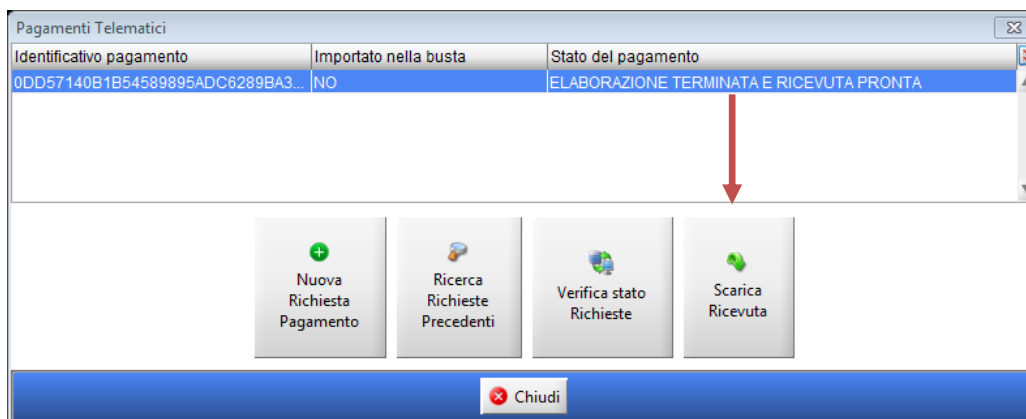 Pagamenti Telematici
Identificativo pagamento Importato nella busta Stato del pagamento
0DD57140B1B54589895ADC6289BA3... NO ELABORAZIONE TERMINATA E RICEVUTA PRONTA
Nuova
Richiesta
Pagamento
Ricerca
Richieste
Precedenti
Verifica stato
Richieste
Scarica
Ricevuta
Chiudi